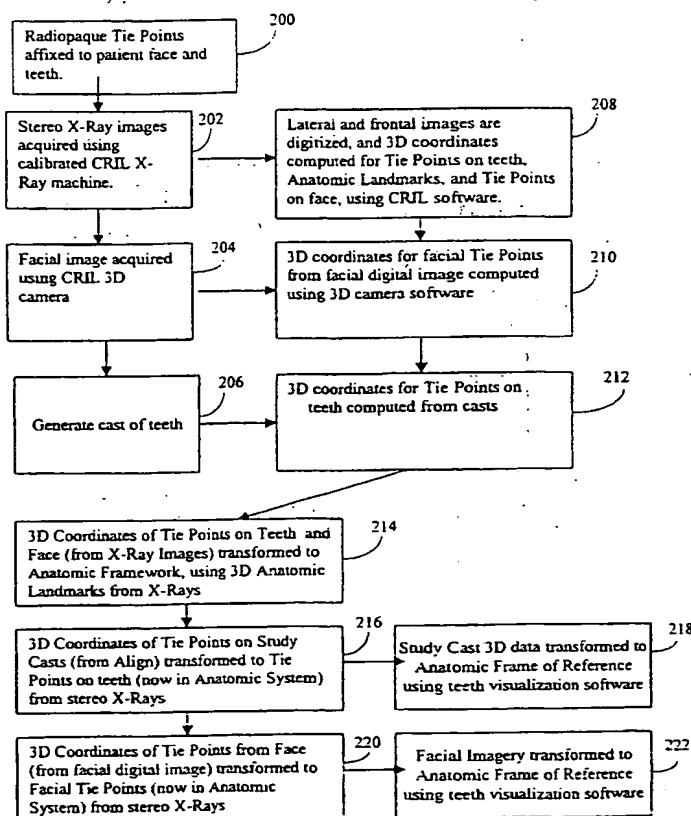 200
Radiopaque Tie Points
affixed to patient face and
teeth.
202
Stereo X-Ray images
acquired using
calibrated CRIL X-
Ray machine.
208
Lateral and frontal images are
digitized, and 3D coordinates
computed for Tie Points on teeth,
Anatomic Landmarks, and Tie Points
on face, using CRIL software.
204
Facial image acquired
using CRIL 3D
camera
210
3D coordinates for facial Tie Points
from facial digital image computed
using 3D camera software
206
Generate cast of teeth
212
3D coordinates for Tie Points on
teeth computed from casts
214
3D Coordinates of Tie Points on Teeth and
Face (from X-Ray Images) transformed to
Anatomic Framework, using 3D Anatomic
Landmarks from X-Rays
216
3D Coordinates of Tie Points on Study
Casts (from Align) transformed to Tie
Points on teeth (now in Anatomic System)
from stereo X-Rays
218
Study Cast 3D data transformed to
Anatomic Frame of Reference
using teeth visualization software
220
3D Coordinates of Tie Points from Face
(from facial digital image) transformed to
Facial Tie Points (now in Anatomic
System) from stereo X-Rays
222
Facial Imagery transformed to
Anatomic Frame of Reference
using teeth visualization software